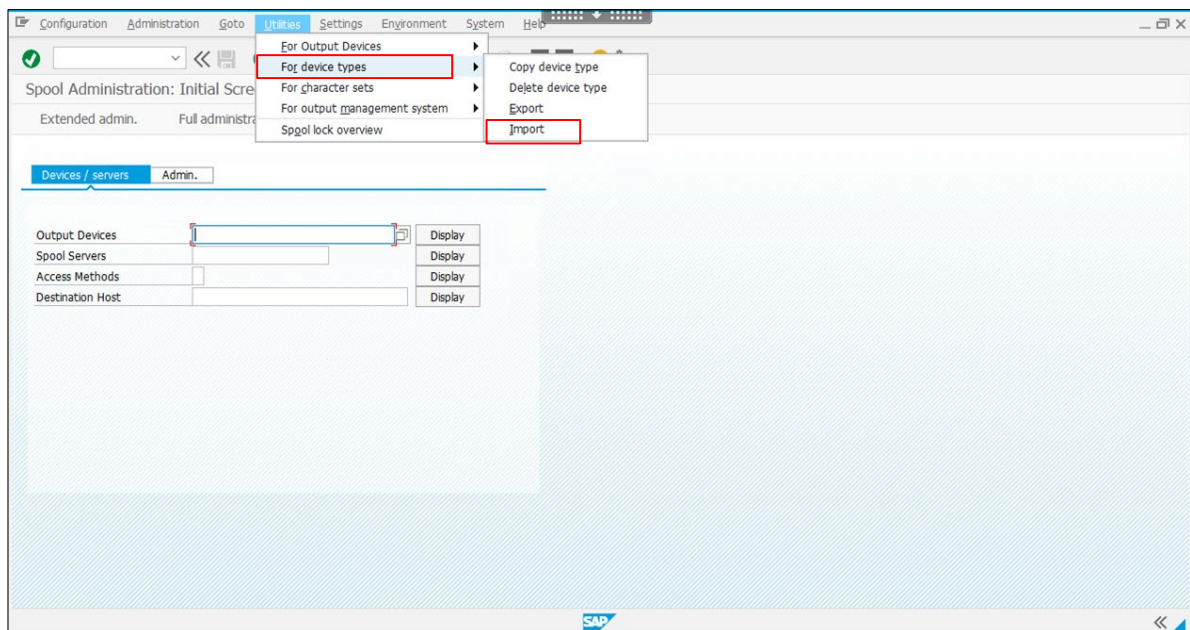 Configuration Administration Goto Utilities Settings Environment System Help
For Output Devices
For device types
For character sets
For output management system
Spool lock overview
Copy device type
Delete device type
Export
Import
Spool Administration: Initial Scre
Extended admin. Full administra
Devices / servers Admin.
Output Devices Display
Spool Servers Display
Access Methods Display
Destination Host Display
SAP